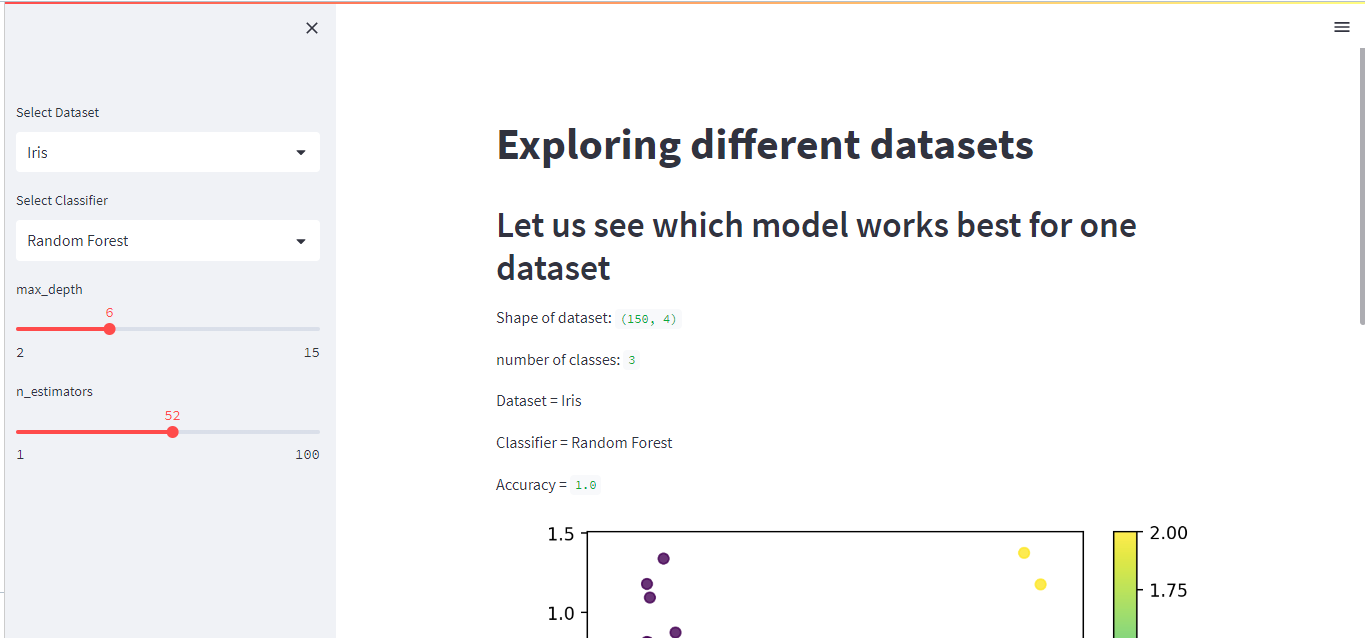 Select Dataset
Iris
Select Classifier
Random Forest
max_depth
6
2 15
n_estimators
52
1 100
Exploring different datasets
Let us see which model works best for one
dataset
Shape of dataset: (150, 4)
number of classes: 3
Dataset = Iris
Classifier = Random Forest
Accuracy = 1.0
1.5
1.0
2.00
1.75